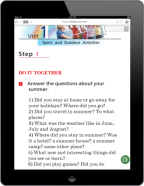 Unit 1
Sport and Outdoor Activities
Step 1
DO IT TOGETHER
Answer the questions about your
summer.
1) Did you stay at home or go away for
your holidays? Where did you go?
2) Did you travel in summer? To what
places?
3) What was the weather like in June,
July and August?
4) Where did you stay in summer? Was
it a hotel? a summer house? a summer
camp? some other place?
5) What new and interesting things did
you see or learn?
6) Did you play games? Did you do